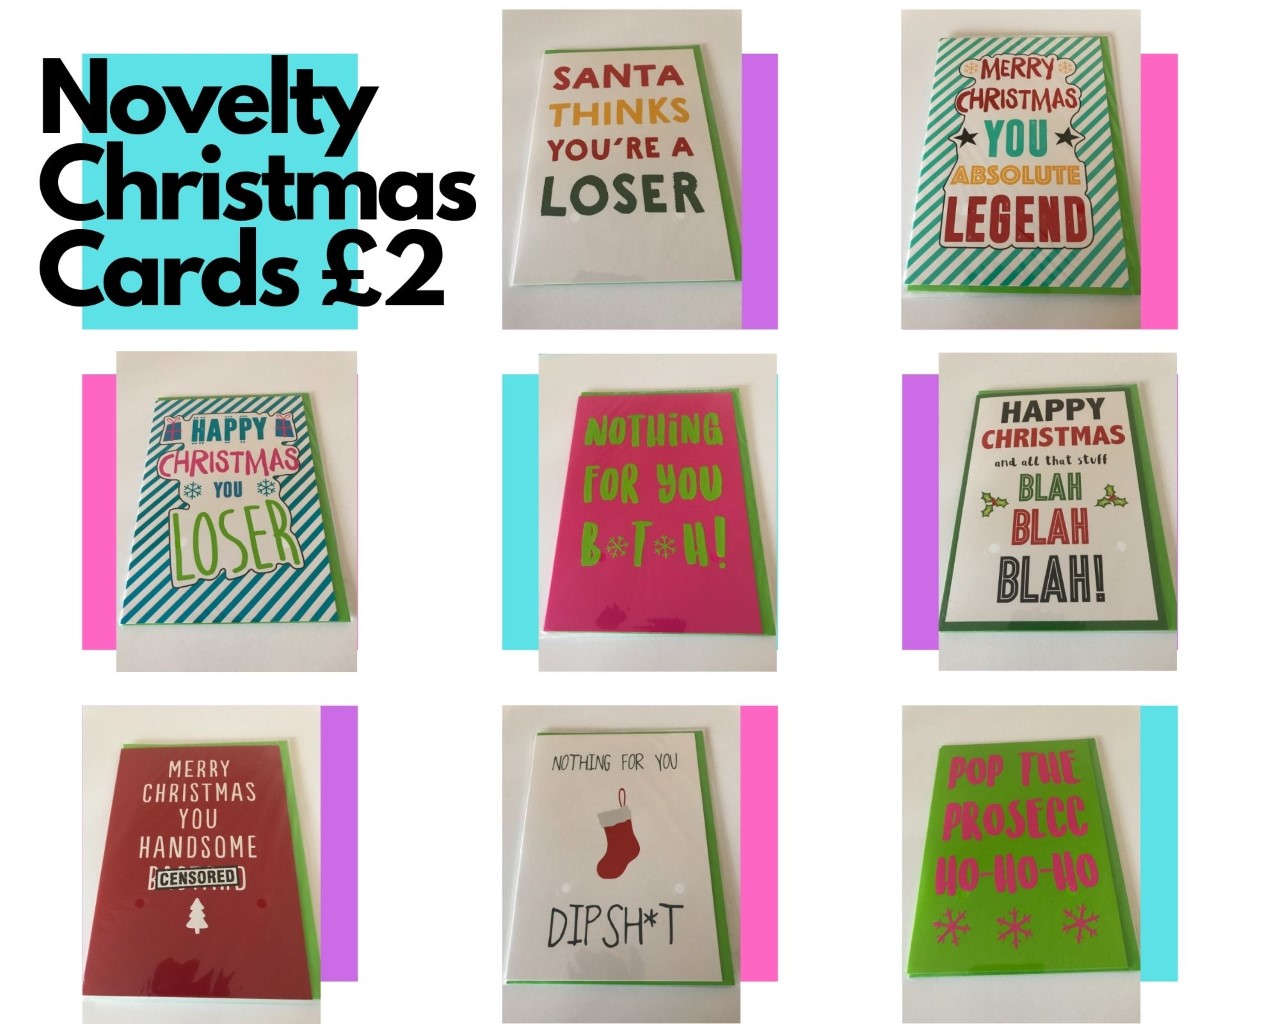 Novelty
Christmas
Cards £2
SANTA
THINKS
YOU'RE A
LOSER
MERRY
CHRISTMAS
YOU
ABSOLUTE
LEGEND
HAPPY
CHRISTMAS
YOU
LOSER
NOTHING
FOR YOU
B*T*H!
HAPPY
CHRISTMAS
and all that stuff
BLAH
BLAH
BLAH!
MERRY
CHRISTMAS
YOU
HANDSOME
CENSORED
NOTHING FOR YOU
DIPSH*T
POP THE
PROSECC
HO-HO-HO